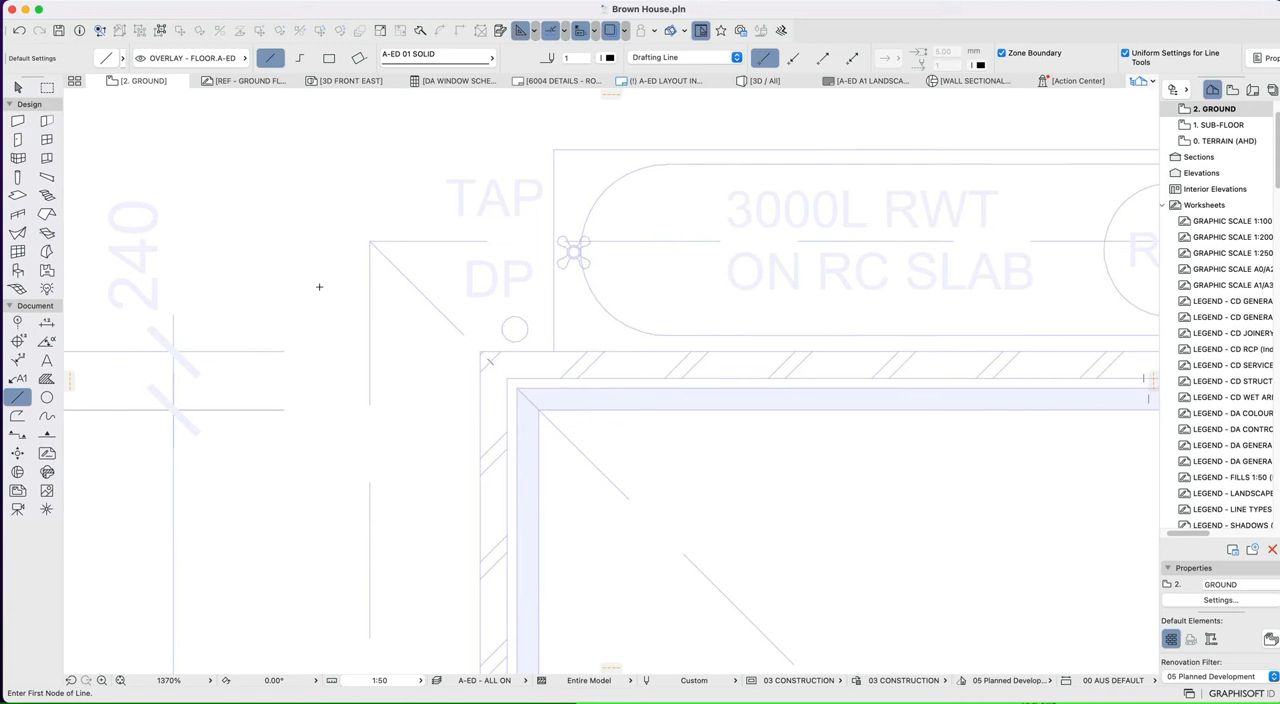 Brown House.pln
Default Settings
OVERLAY - FLOOR.A-ED
A-ED 01 SOLID
1
Drafting Line
5.00 mm
1
Zone Boundary
Uniform Settings for Line Tools
[2. GROUND]
[REF - GROUND FL...
[3D FRONT EAST]
[DA WINDOW SCHE...
[6004 DETAILS - RO...
(!) A-ED LAYOUT IN...
[3D / All]
[A-ED A1 LANDSCA...
[WALL SECTIONAL...
[Action Center]
Design
Document
A1
240
TAP
DP
3000L RWT
ON RC SLAB
R
2. GROUND
1. SUB-FLOOR
0. TERRAIN (AHD)
Sections
Elevations
Interior Elevations
Worksheets
GRAPHIC SCALE 1:100
GRAPHIC SCALE 1:200
GRAPHIC SCALE 1:250
GRAPHIC SCALE A0/A2
GRAPHIC SCALE A1/A3
LEGEND - CD GENERA
LEGEND - CD GENERA
LEGEND - CD JOINERY
LEGEND - CD RCP (Ind
LEGEND - CD SERVICE
LEGEND - CD STRUCT
LEGEND - CD WET AR
LEGEND - DA COLOUR
LEGEND - DA CONTRO
LEGEND - DA GENERA
LEGEND - DA GENERA
LEGEND - FILLS 1:50 (
LEGEND - LANDSCAPE
LEGEND - LINE TYPES
LEGEND - SHADOWS (
Properties
2. GROUND
Settings...
Default Elements:
Renovation Filter:
05 Planned Development
1370%
0.00°
1:50
A-ED - ALL ON
Entire Model
Custom
03 CONSTRUCTION
03 CONSTRUCTION
05 Planned Develop...
00 AUS DEFAULT
Enter First Node of Line.
GRAPHISOFT ID